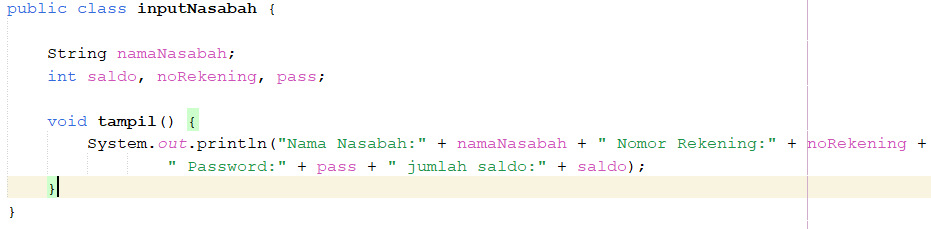 public class inputNasabah {
String namaNasabah;
int saldo, noRekening, pass;
void tampil() {
System.out.println("Nama Nasabah:" + namaNasabah + " Nomor Rekening:" + noRekening +
" Password:" + pass + " jumlah saldo:" + saldo);
}
}